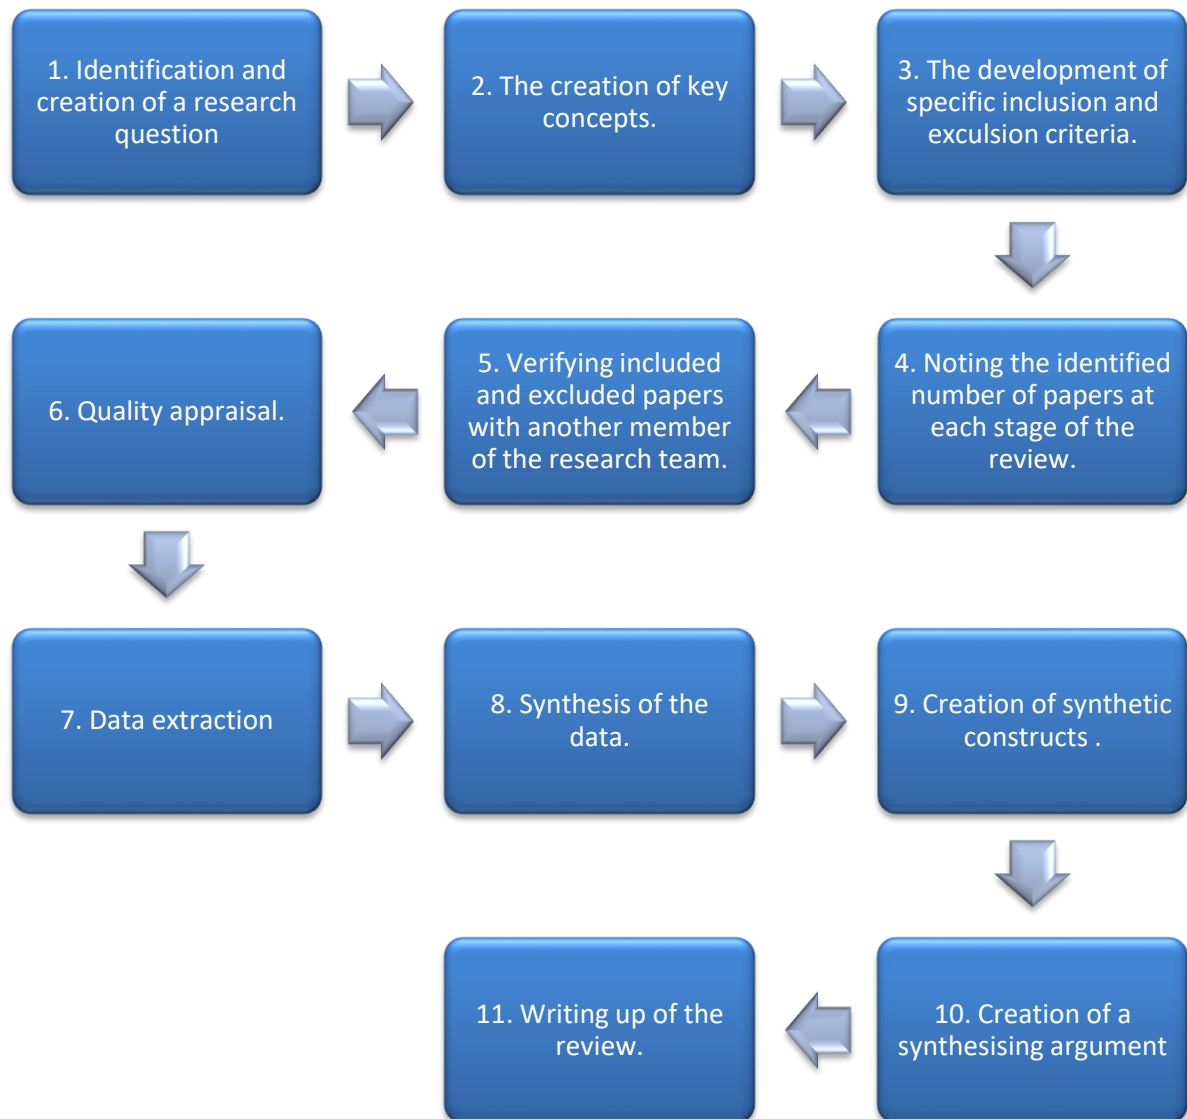 1. Identification and
creation of a research
question
2. The creation of key
concepts.
3. The development of
specific inclusion and
exculsion criteria.
4. Noting the identified
number of papers at
each stage of the
review.
5. Verifying included
and excluded papers
with another member
of the research team.
6. Quality appraisal.
7. Data extraction
8. Synthesis of the
data.
9. Creation of synthetic
constructs .
10. Creation of a
synthesising argument
11. Writing up of the
review.